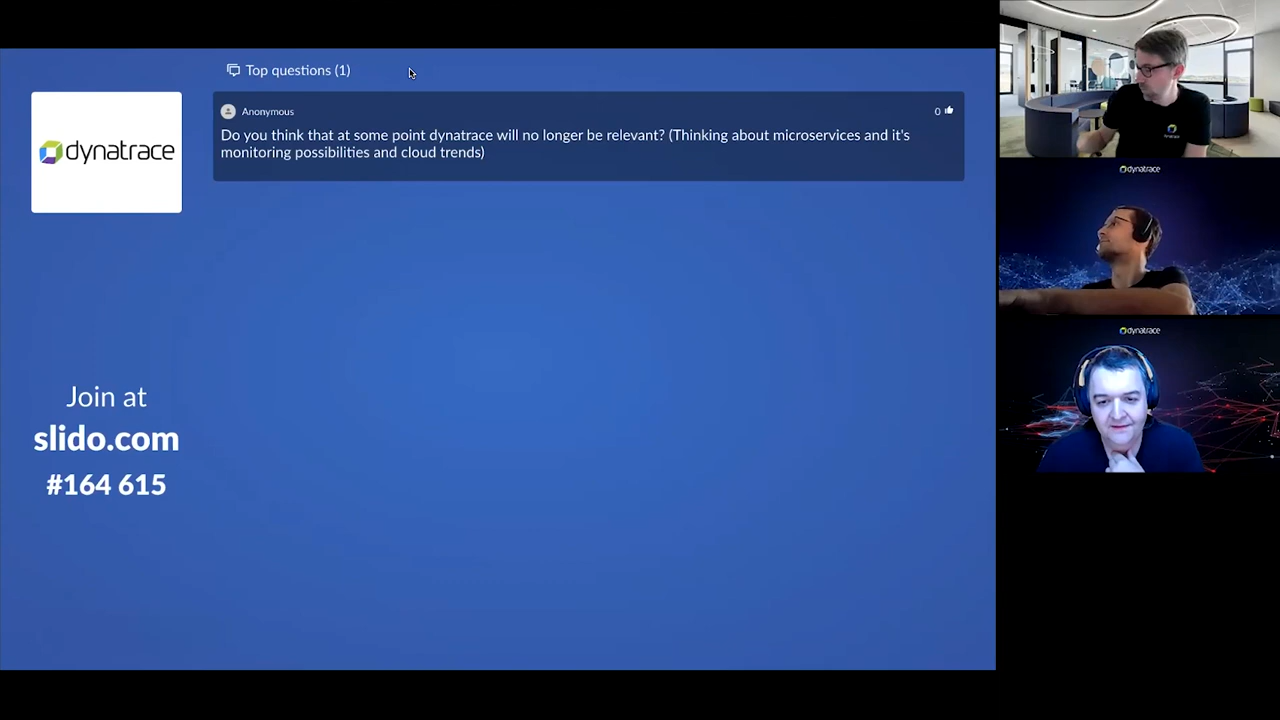 Top questions (1)
dynatrace
Anonymous
0
Do you think that at some point dynatrace will no longer be relevant? (Thinking about microservices and it's
monitoring possibilities and cloud trends)
Join at
slido.com
#164 615
dynatrace
dynatrace